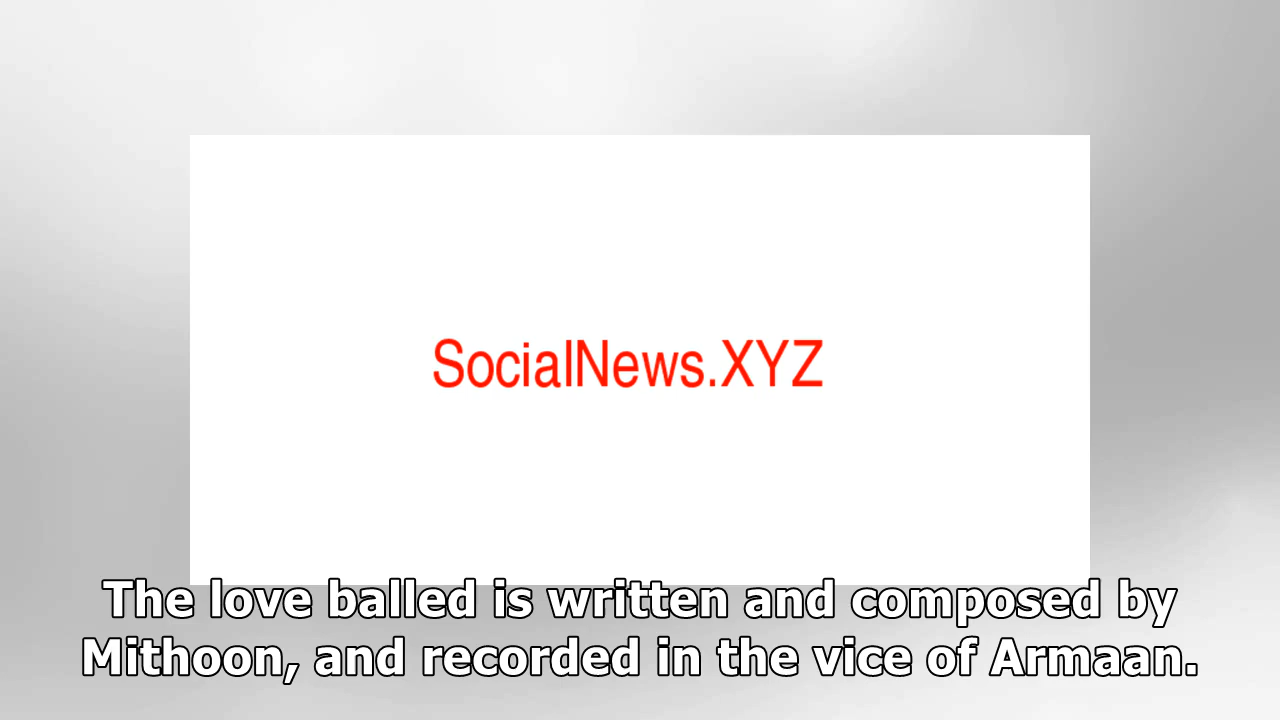 SocialNews.XYZ
The love balled is written and composed by
Mithoon, and recorded in the vice of Armaan.